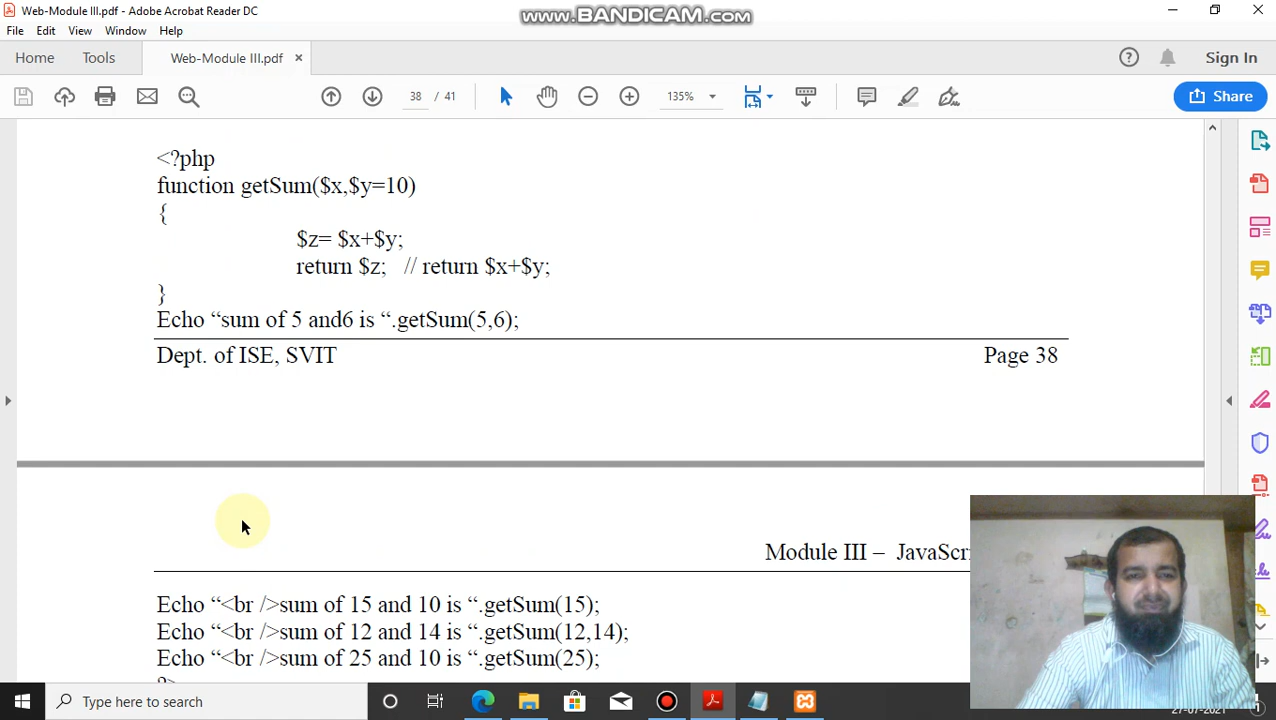 Web-Module III.pdf - Adobe Acrobat Reader DC
www.BANDICAM.com
File Edit View Window Help
Home Tools Web-Module III.pdf × Sign In
38 / 41 135% Share
<?php
function getSum($x,$y=10)
{
$z= $x+$y;
return $z; // return $x+$y;
}
Echo “sum of 5 and6 is “.getSum(5,6);
Dept. of ISE, SVIT Page 38
Module III – JavaScri
Echo “<br />sum of 15 and 10 is “.getSum(15);
Echo “<br />sum of 12 and 14 is “.getSum(12,14);
Echo “<br />sum of 25 and 10 is “.getSum(25);
?>
Type here to search
27-07-2021